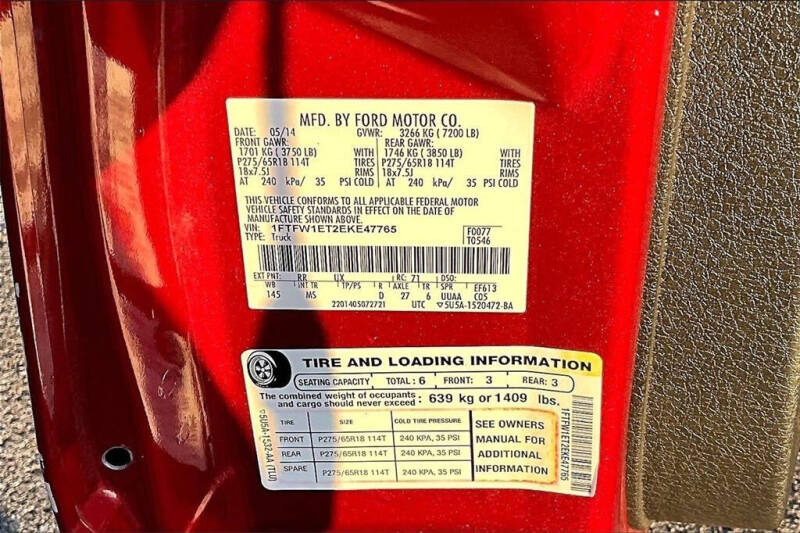 MFD. BY FORD MOTOR CO.
DATE: 05/14 GVWR: 3266 KG ( 7200 LB)
FRONT GAWR: REAR GAWR:
1701 KG ( 3750 LB) WITH 1746 KG ( 3850 LB) WITH
P275/65R18 114T TIRES P275/65R18 114T TIRES
18x7.5J RIMS 18x7.5J RIMS
AT 240 kPa/ 35 PSI COLD AT 240 kPa/ 35 PSI COLD
THIS VEHICLE CONFORMS TO ALL APPLICABLE FEDERAL MOTOR
VEHICLE SAFETY STANDARDS IN EFFECT ON THE DATE OF
MANUFACTURE SHOWN ABOVE.
VIN: 1FTFW1ET2EKE47765 F0077
TYPE: Truck T0546
EXT PNT: RR UX RC: 71 DSO:
WB INT TR TP/PS R AXLE TR SPR EF613
145 MS D 27 6 UUAA C05
2201405072721 UTC ▽5U5A-1520472-BA
TIRE AND LOADING INFORMATION
SEATING CAPACITY TOTAL : 6 FRONT: 3 REAR: 3
The combined weight of occupants
and cargo should never exceed : 639 kg or 1409 lbs.
TIRE SIZE COLD TIRE PRESSURE
FRONT P275/65R18 114T 240 KPA, 35 PSI
REAR P275/65R18 114T 240 KPA, 35 PSI
SPARE P275/65R18 114T 240 KPA, 35 PSI
SEE OWNERS
MANUAL FOR
ADDITIONAL
INFORMATION
▽5U5A-1532-AA (TLU)
1FTFW1ET2EKE47765